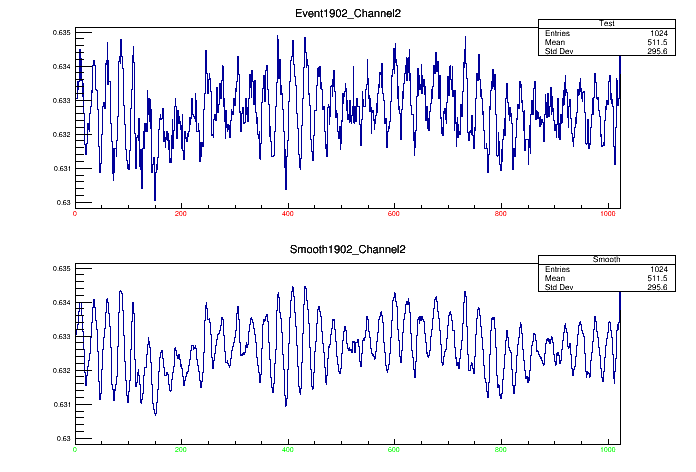 Event1902_Channel2
Test
Entries 1024
Mean 511.5
Std Dev 295.6
0.635
0.634
0.633
0.632
0.631
0.63
0 200 400 600 800 1000
Smooth1902_Channel2
Smooth
Entries 1024
Mean 511.5
Std Dev 295.6
0.635
0.634
0.633
0.632
0.631
0.63
0 200 400 600 800 1000